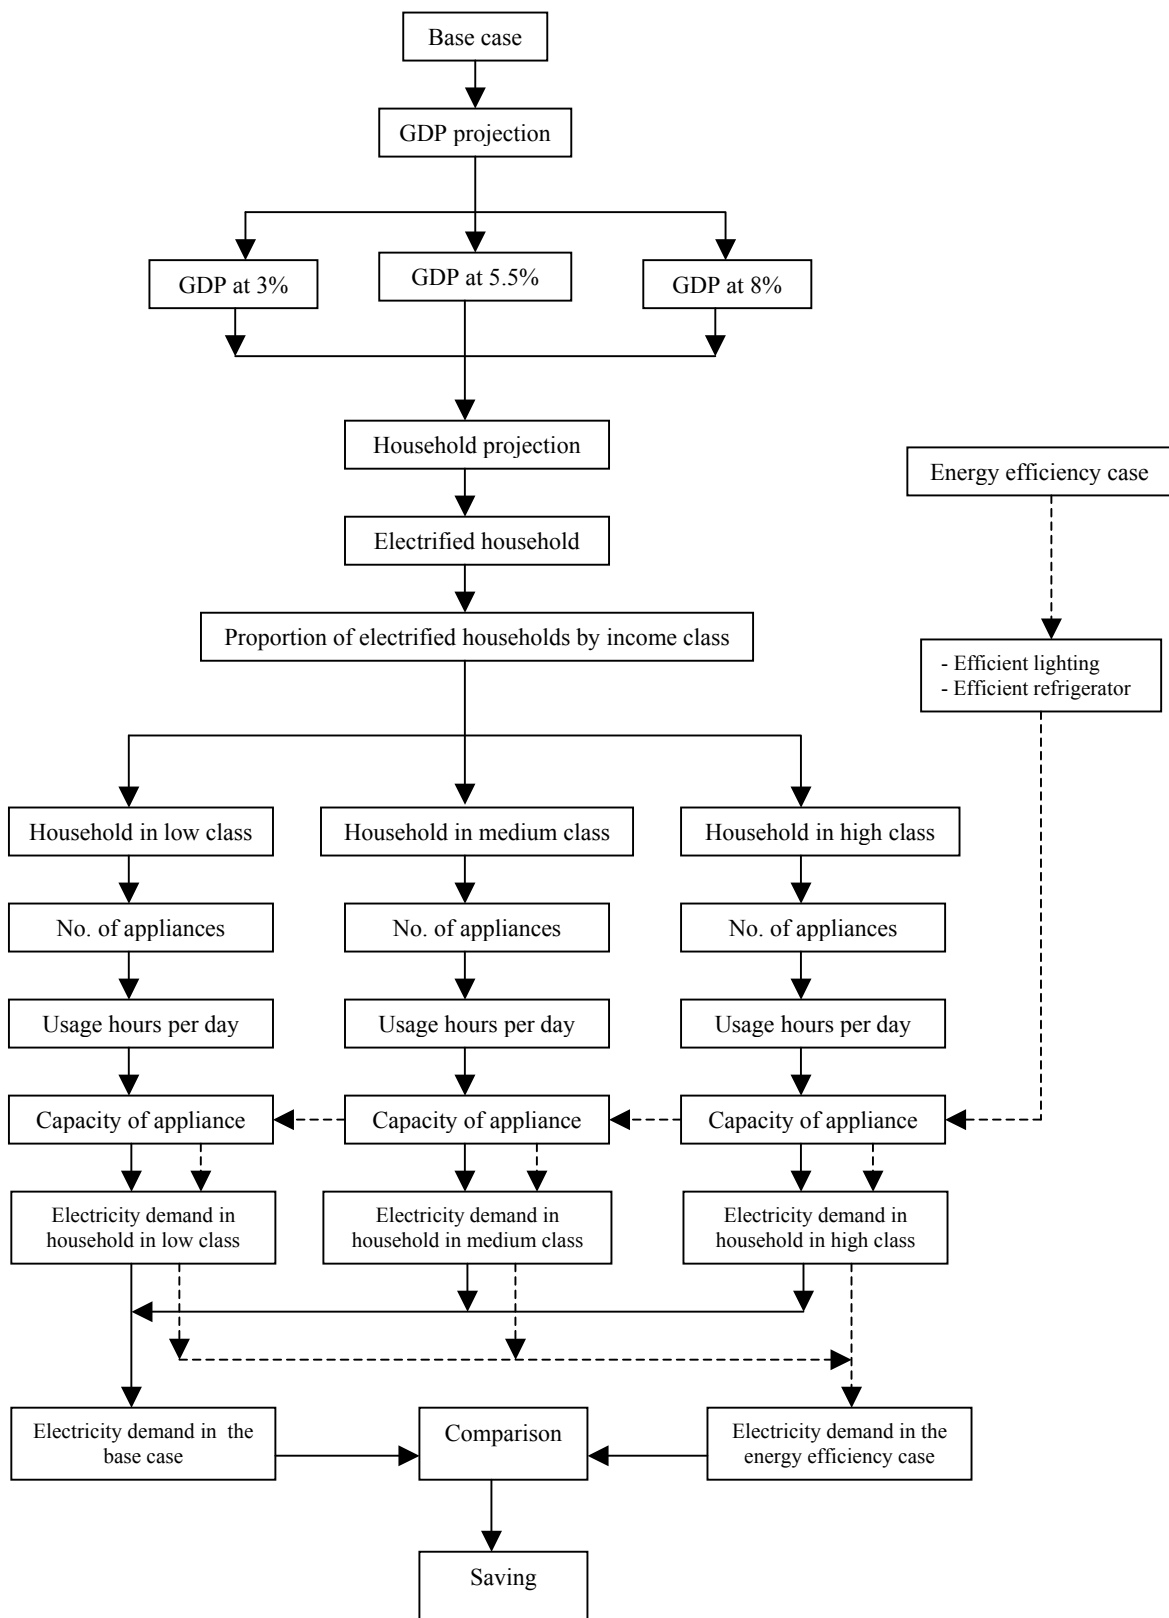 Base case
GDP projection
GDP at 3%
GDP at 5.5%
GDP at 8%
Household projection
Energy efficiency case
Electrified household
Proportion of electrified households by income class
- Efficient lighting
- Efficient refrigerator
Household in low class
Household in medium class
Household in high class
No. of appliances
No. of appliances
No. of appliances
Usage hours per day
Usage hours per day
Usage hours per day
Capacity of appliance
Capacity of appliance
Capacity of appliance
Electricity demand in
household in low class
Electricity demand in
household in medium class
Electricity demand in
household in high class
Electricity demand in the
base case
Comparison
Electricity demand in the
energy efficiency case
Saving